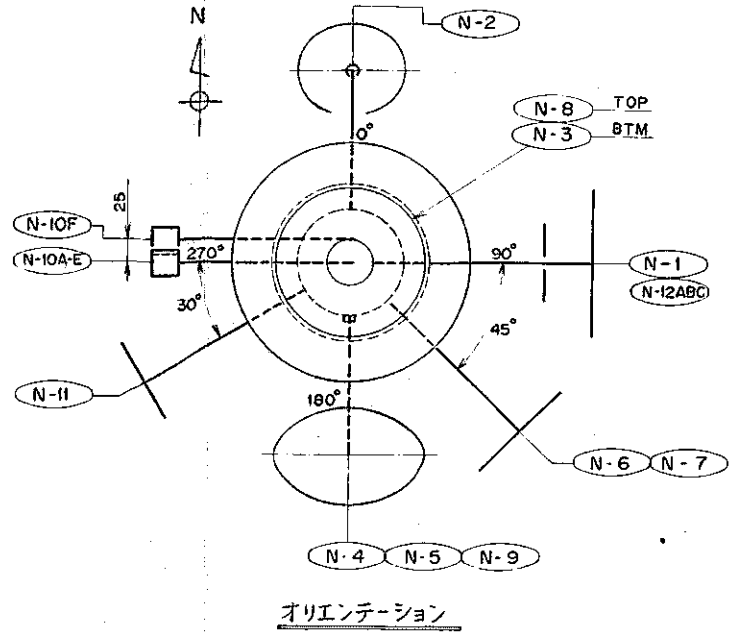 N
N-2
N-8 TOP
N-3 BTM
0°
25
N-10F
N-10A-E
270°
90°
N-1
N-12ABC
30°
45°
N-11
180°
N-6 N-7
N-4 N-5 N-9
オリエンテーション